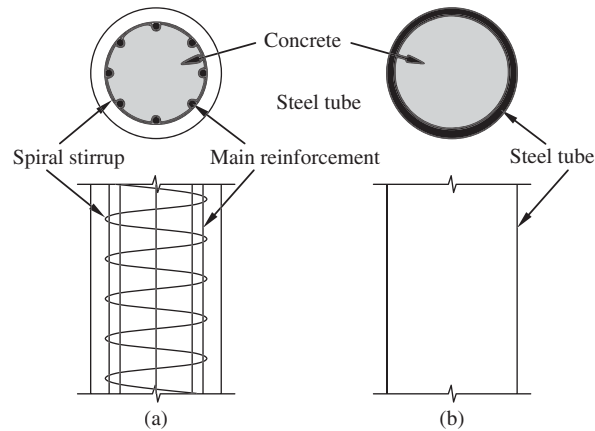 Concrete
Steel tube
Spiral stirrup
Main reinforcement
Steel tube
(a)
(b)